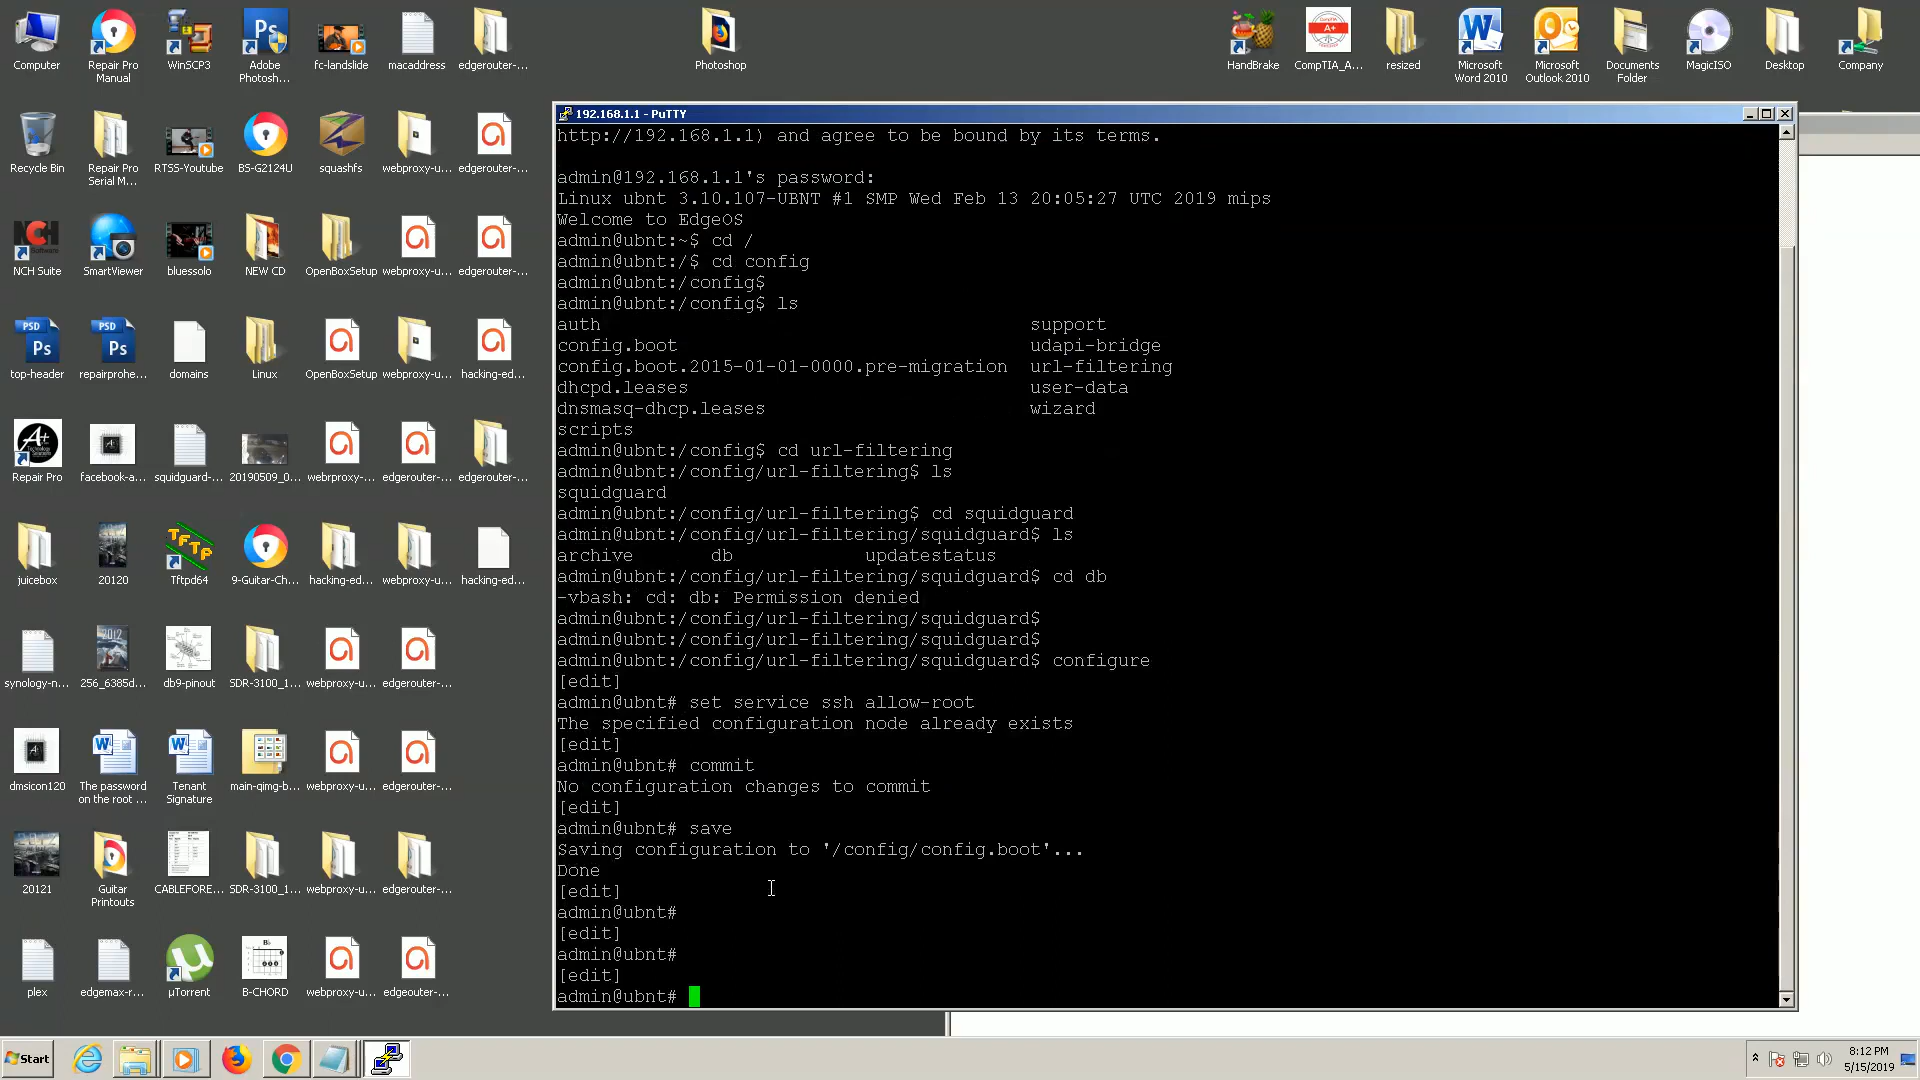 Computer
Repair Pro
Manual
WinSCP3
Adobe
Photosh...
fc-landslide
macaddress
edgerouter-...
Photoshop
HandBrake
CompTIA_A...
resized
Microsoft
Word 2010
Microsoft
Outlook 2010
Documents
Folder
MagicISO
Desktop
Company
Recycle Bin
Repair Pro
Serial M...
RTSS-Youtube
BS-G2124U
squashfs
webproxy-u...
edgerouter-...
NCH Suite
SmartViewer
bluessolo
NEW CD
OpenBoxSetup
webproxy-u...
edgerouter-...
top-header
repairprohe...
domains
Linux
OpenBoxSetup
webproxy-u...
hacking-ed...
Repair Pro
facebook-a...
squidguard-...
20190509_0...
webrproxy-u...
edgerouter-...
edgerouter-...
juicebox
20120
Tftpd64
9-Guitar-Ch...
hacking-ed...
webproxy-u...
hacking-ed...
synology-n...
256_6385d...
db9-pinout
SDR-3100_1...
webproxy-u...
edgerouter-...
dmsicon120
The password
on the root ...
Tenant
Signature
main-qimg-b...
webproxy-u...
edgerouter-...
20121
Guitar
Printouts
CABLEFORE...
SDR-3100_1...
webproxy-u...
edgerouter-...
plex
edgemax-r...
µTorrent
B-CHORD
webproxy-u...
edgeouter-...
192.168.1.1 - PuTTY
http://192.168.1.1) and agree to be bound by its terms.
admin@192.168.1.1's password:
Linux ubnt 3.10.107-UBNT #1 SMP Wed Feb 13 20:05:27 UTC 2019 mips
Welcome to EdgeOS
admin@ubnt:~$ cd /
admin@ubnt:/$ cd config
admin@ubnt:/config$
admin@ubnt:/config$ ls
auth support
config.boot udapi-bridge
config.boot.2015-01-01-0000.pre-migration url-filtering
dhcpd.leases user-data
dnsmasq-dhcp.leases wizard
scripts
admin@ubnt:/config$ cd url-filtering
admin@ubnt:/config/url-filtering$ ls
squidguard
admin@ubnt:/config/url-filtering$ cd squidguard
admin@ubnt:/config/url-filtering/squidguard$ ls
archive db updatestatus
admin@ubnt:/config/url-filtering/squidguard$ cd db
-vbash: cd: db: Permission denied
admin@ubnt:/config/url-filtering/squidguard$
admin@ubnt:/config/url-filtering/squidguard$
admin@ubnt:/config/url-filtering/squidguard$ configure
[edit]
admin@ubnt# set service ssh allow-root
The specified configuration node already exists
[edit]
admin@ubnt# commit
No configuration changes to commit
[edit]
admin@ubnt# save
Saving configuration to '/config/config.boot'...
Done
[edit]
admin@ubnt#
[edit]
admin@ubnt#
[edit]
admin@ubnt#
Start
8:12 PM
5/15/2019